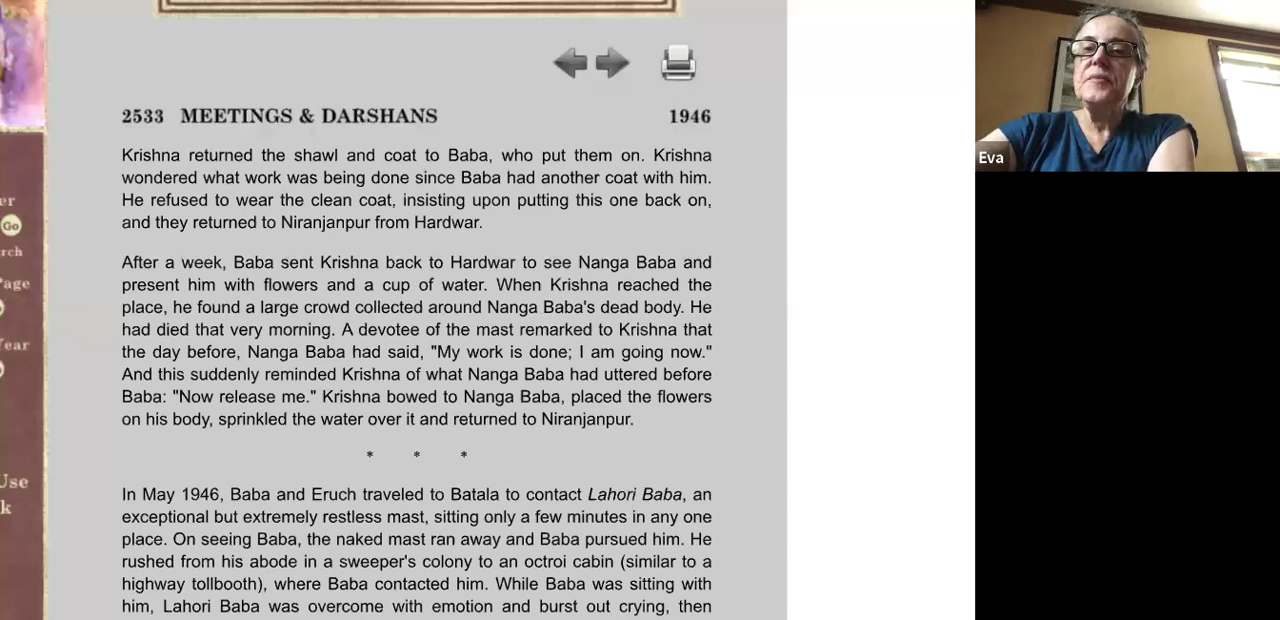 2533 MEETINGS & DARSHANS 1946
Krishna returned the shawl and coat to Baba, who put them on. Krishna
wondered what work was being done since Baba had another coat with him.
He refused to wear the clean coat, insisting upon putting this one back on,
and they returned to Niranjanpur from Hardwar.
After a week, Baba sent Krishna back to Hardwar to see Nanga Baba and
present him with flowers and a cup of water. When Krishna reached the
place, he found a large crowd collected around Nanga Baba's dead body. He
had died that very morning. A devotee of the mast remarked to Krishna that
the day before, Nanga Baba had said, "My work is done; I am going now."
And this suddenly reminded Krishna of what Nanga Baba had uttered before
Baba: "Now release me." Krishna bowed to Nanga Baba, placed the flowers
on his body, sprinkled the water over it and returned to Niranjanpur.
* * *
In May 1946, Baba and Eruch traveled to Batala to contact Lahori Baba, an
exceptional but extremely restless mast, sitting only a few minutes in any one
place. On seeing Baba, the naked mast ran away and Baba pursued him. He
rushed from his abode in a sweeper's colony to an octroi cabin (similar to a
highway tollbooth), where Baba contacted him. While Baba was sitting with
him, Lahori Baba was overcome with emotion and burst out crying, then
er
Go
rch
age
ear
Use
k
Eva